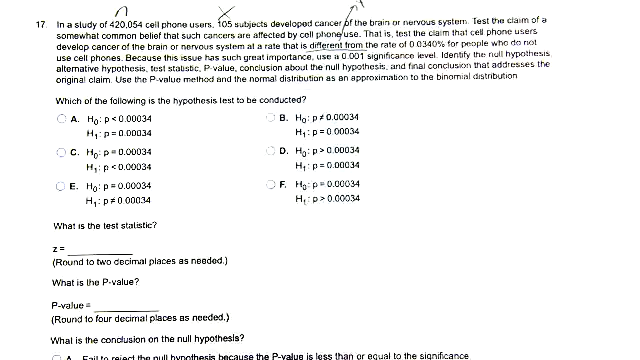 n x
17. In a study of 420,054 cell phone users, 105 subjects developed cancer of the brain or nervous system. Test the claim of a
somewhat common belief that such cancers are affected by cell phone use. That is, test the claim that cell phone users
develop cancer of the brain or nervous system at a rate that is different from the rate of 0.0340% for people who do not
use cell phones. Because this issue has such great importance, use a 0.001 significance level. Identify the null hypothesis,
alternative hypothesis, test statistic, P-value, conclusion about the null hypothesis, and final conclusion that addresses the
original claim. Use the P-value method and the normal distribution as an approximation to the binomial distribution
Which of the following is the hypothesis test to be conducted?
A. H₀: p < 0.00034
H₁: p = 0.00034
B. H₀: p ≠ 0.00034
H₁: p = 0.00034
C. H₀: p = 0.00034
H₁: p < 0.00034
D. H₀: p > 0.00034
H₁: p = 0.00034
E. H₀: p = 0.00034
H₁: p ≠ 0.00034
F. H₀: p = 0.00034
H₁: p > 0.00034
What is the test statistic?
z =
(Round to two decimal places as needed.)
What is the P-value?
P-value =
(Round to four decimal places as needed.)
What is the conclusion on the null hypothesis?
A. Fail to reject the null hypothesis because the P-value is less than or equal to the significance